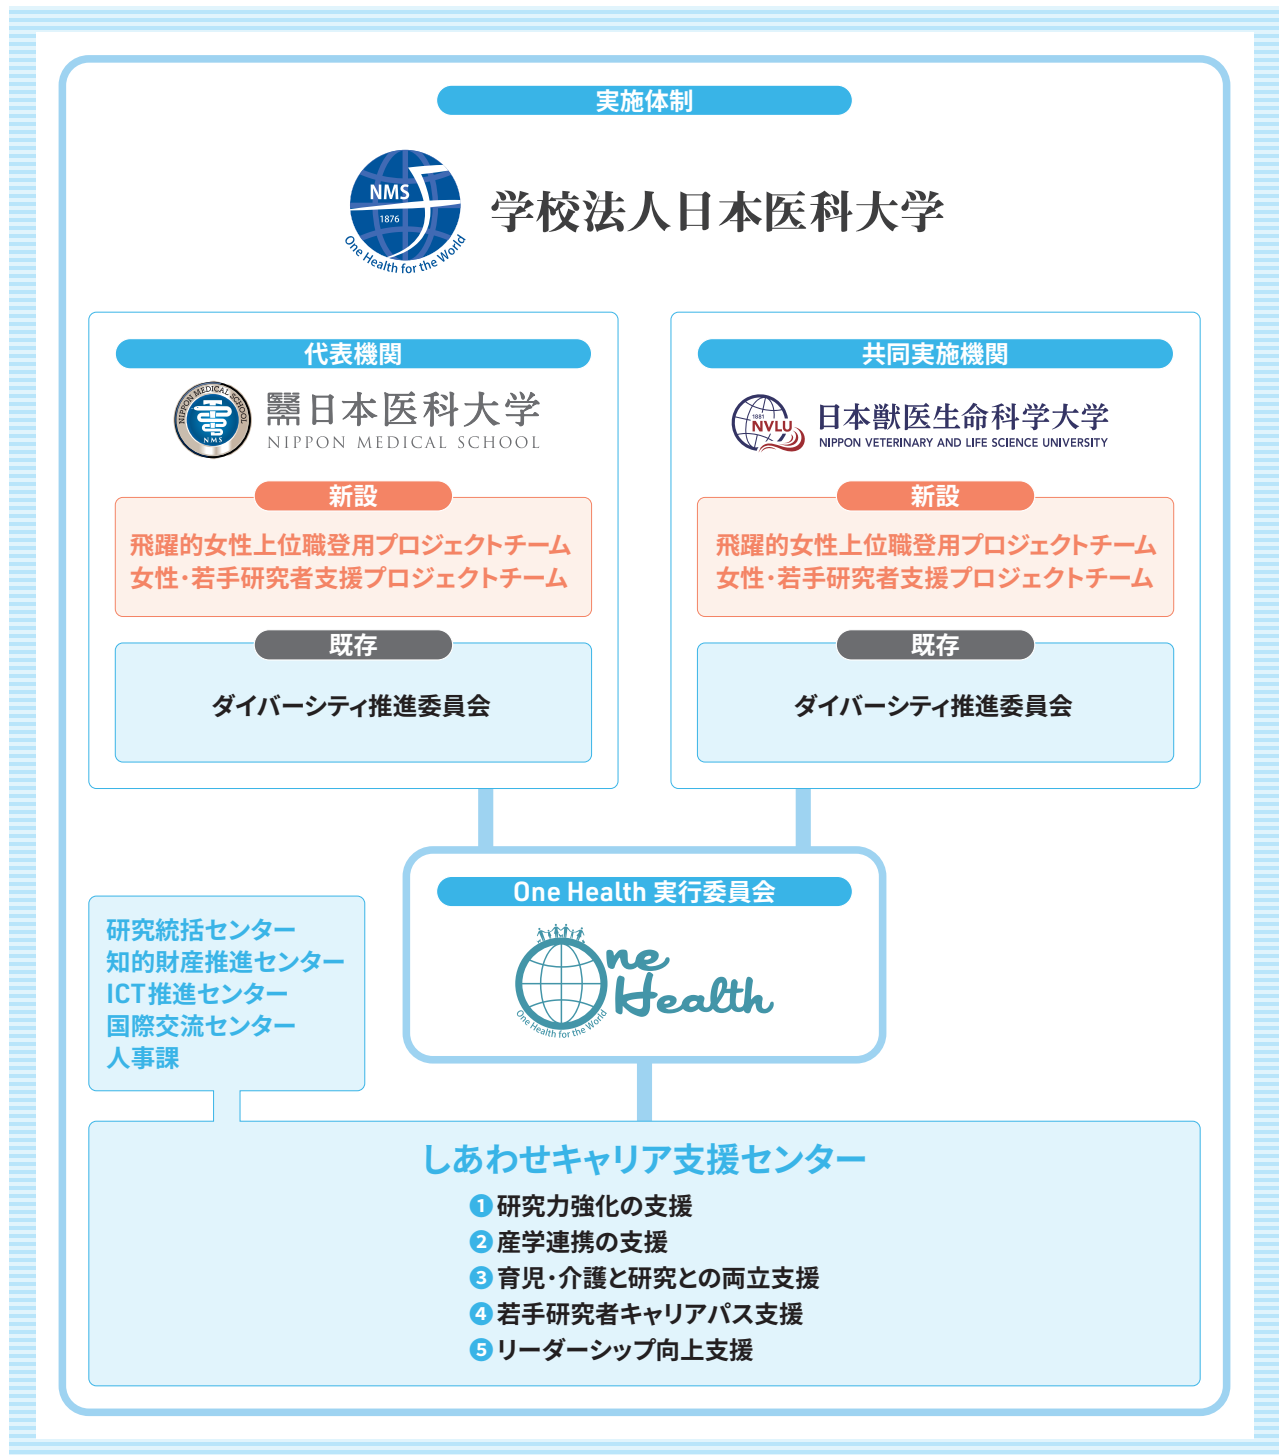 実施体制
NMS
1876
One Health for the World
学校法人日本医科大学
代表機関
NIPPON MEDICAL SCHOOL
NMS
日本医科大学
NIPPON MEDICAL SCHOOL
新設
飛躍的女性上位職登用プロジェクトチーム
女性・若手研究者支援プロジェクトチーム
既存
ダイバーシティ推進委員会
共同実施機関
1881
NVLU
日本獣医生命科学大学
NIPPON VETERINARY AND LIFE SCIENCE UNIVERSITY
新設
飛躍的女性上位職登用プロジェクトチーム
女性・若手研究者支援プロジェクトチーム
既存
ダイバーシティ推進委員会
One Health 実行委員会
One
Health
One Health for the World
研究統括センター
知的財産推進センター
ICT推進センター
国際交流センター
人事課
しあわせキャリア支援センター
❶研究力強化の支援
❷産学連携の支援
❸育児・介護と研究との両立支援
❹若手研究者キャリアパス支援
❺リーダーシップ向上支援